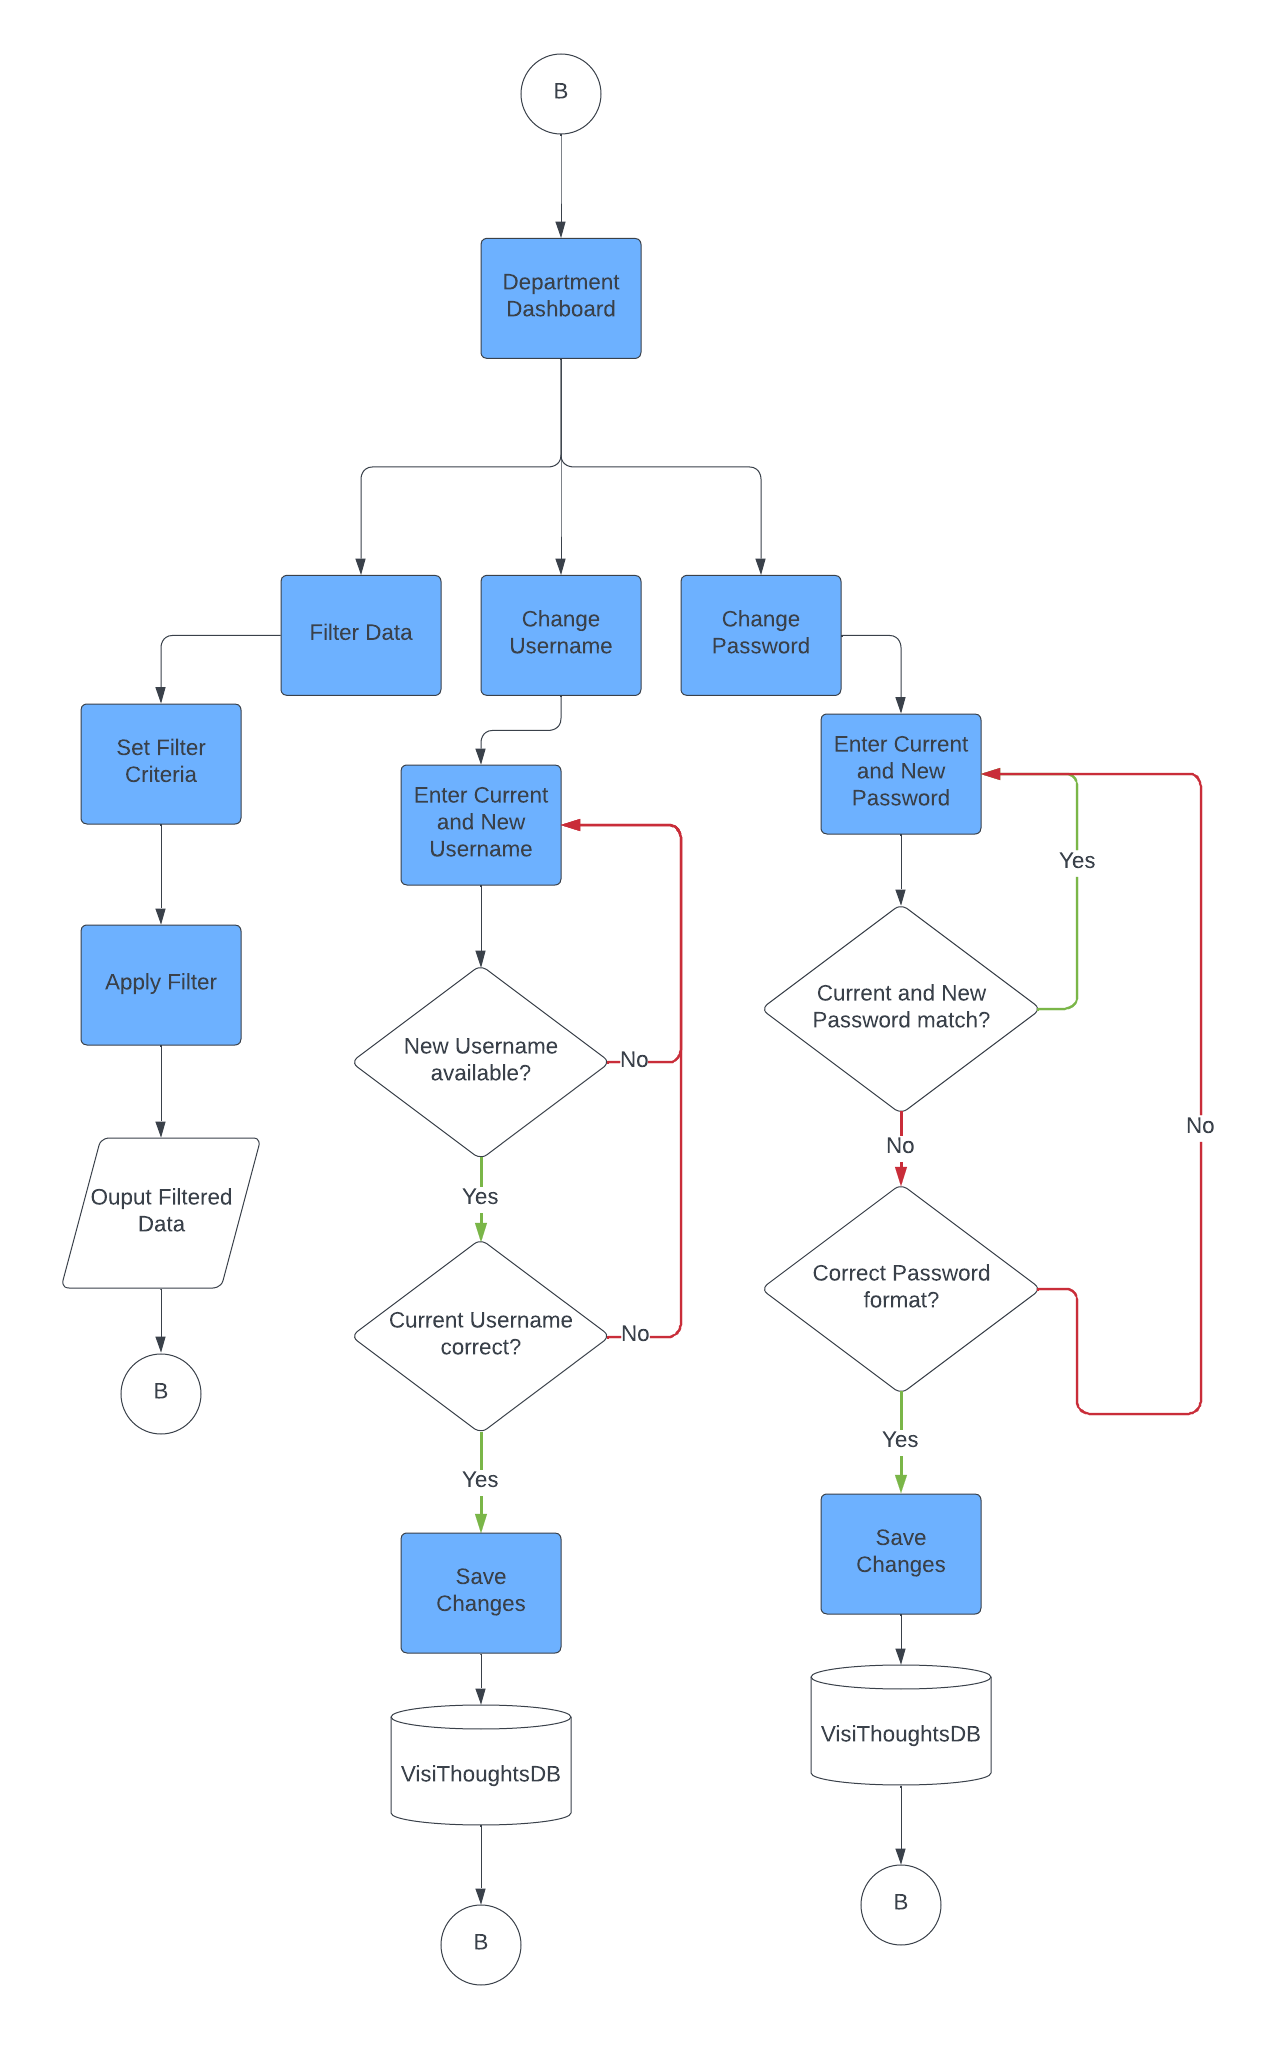 B
Department
Dashboard
Filter Data
Change
Username
Change
Password
Set Filter
Criteria
Apply Filter
Ouput Filtered
Data
B
Enter Current
and New
Username
New Username
available?
No
Yes
Current Username
correct?
No
Yes
Save
Changes
VisiThoughtsDB
B
Enter Current
and New
Password
Yes
Current and New
Password match?
No
No
Correct Password
format?
Yes
Save
Changes
VisiThoughtsDB
B